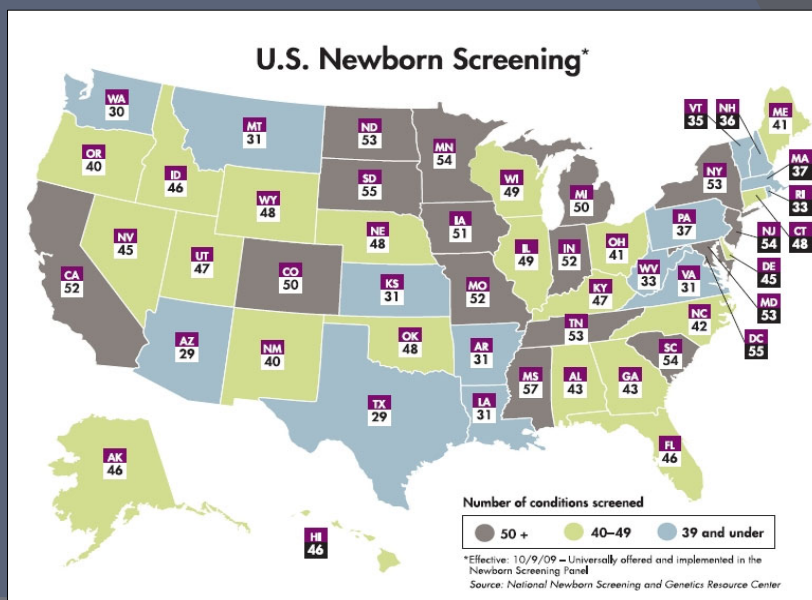 U.S. Newborn Screening*
WA
30
MT
31
ND
53
MN
54
VT
35
NH
36
ME
41
OR
40
ID
46
WY
48
SD
55
WI
49
MI
50
NY
53
MA
37
RI
33
CT
48
NJ
54
DE
45
MD
53
DC
55
NV
45
UT
47
CO
50
NE
48
IA
51
IL
49
IN
52
OH
41
PA
37
WV
33
VA
31
CA
52
KS
31
MO
52
KY
47
NC
42
AZ
29
NM
40
OK
48
AR
31
TN
53
SC
54
TX
29
LA
31
MS
57
AL
43
GA
43
FL
46
AK
46
HI
46
Number of conditions screened
50 +
40–49
39 and under
*Effective: 10/9/09 – Universally offered and implemented in the
Newborn Screening Panel
Source: National Newborn Screening and Genetics Resource Center